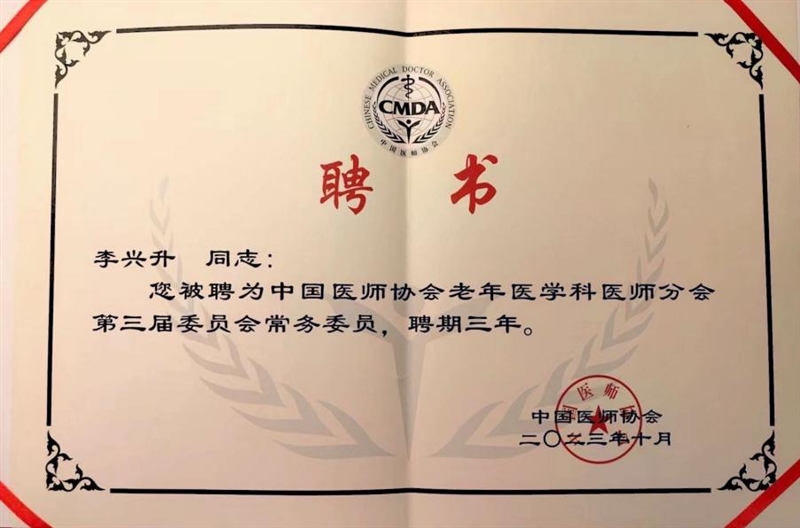 CHINESE MEDICAL DOCTOR ASSOCIATION
CMDA
中国医师协会
聘书
李兴升 同志：
您被聘为中国医师协会老年医学科医师分会
第三届委员会常务委员，聘期三年。
中国医师协会
二〇二三年十月